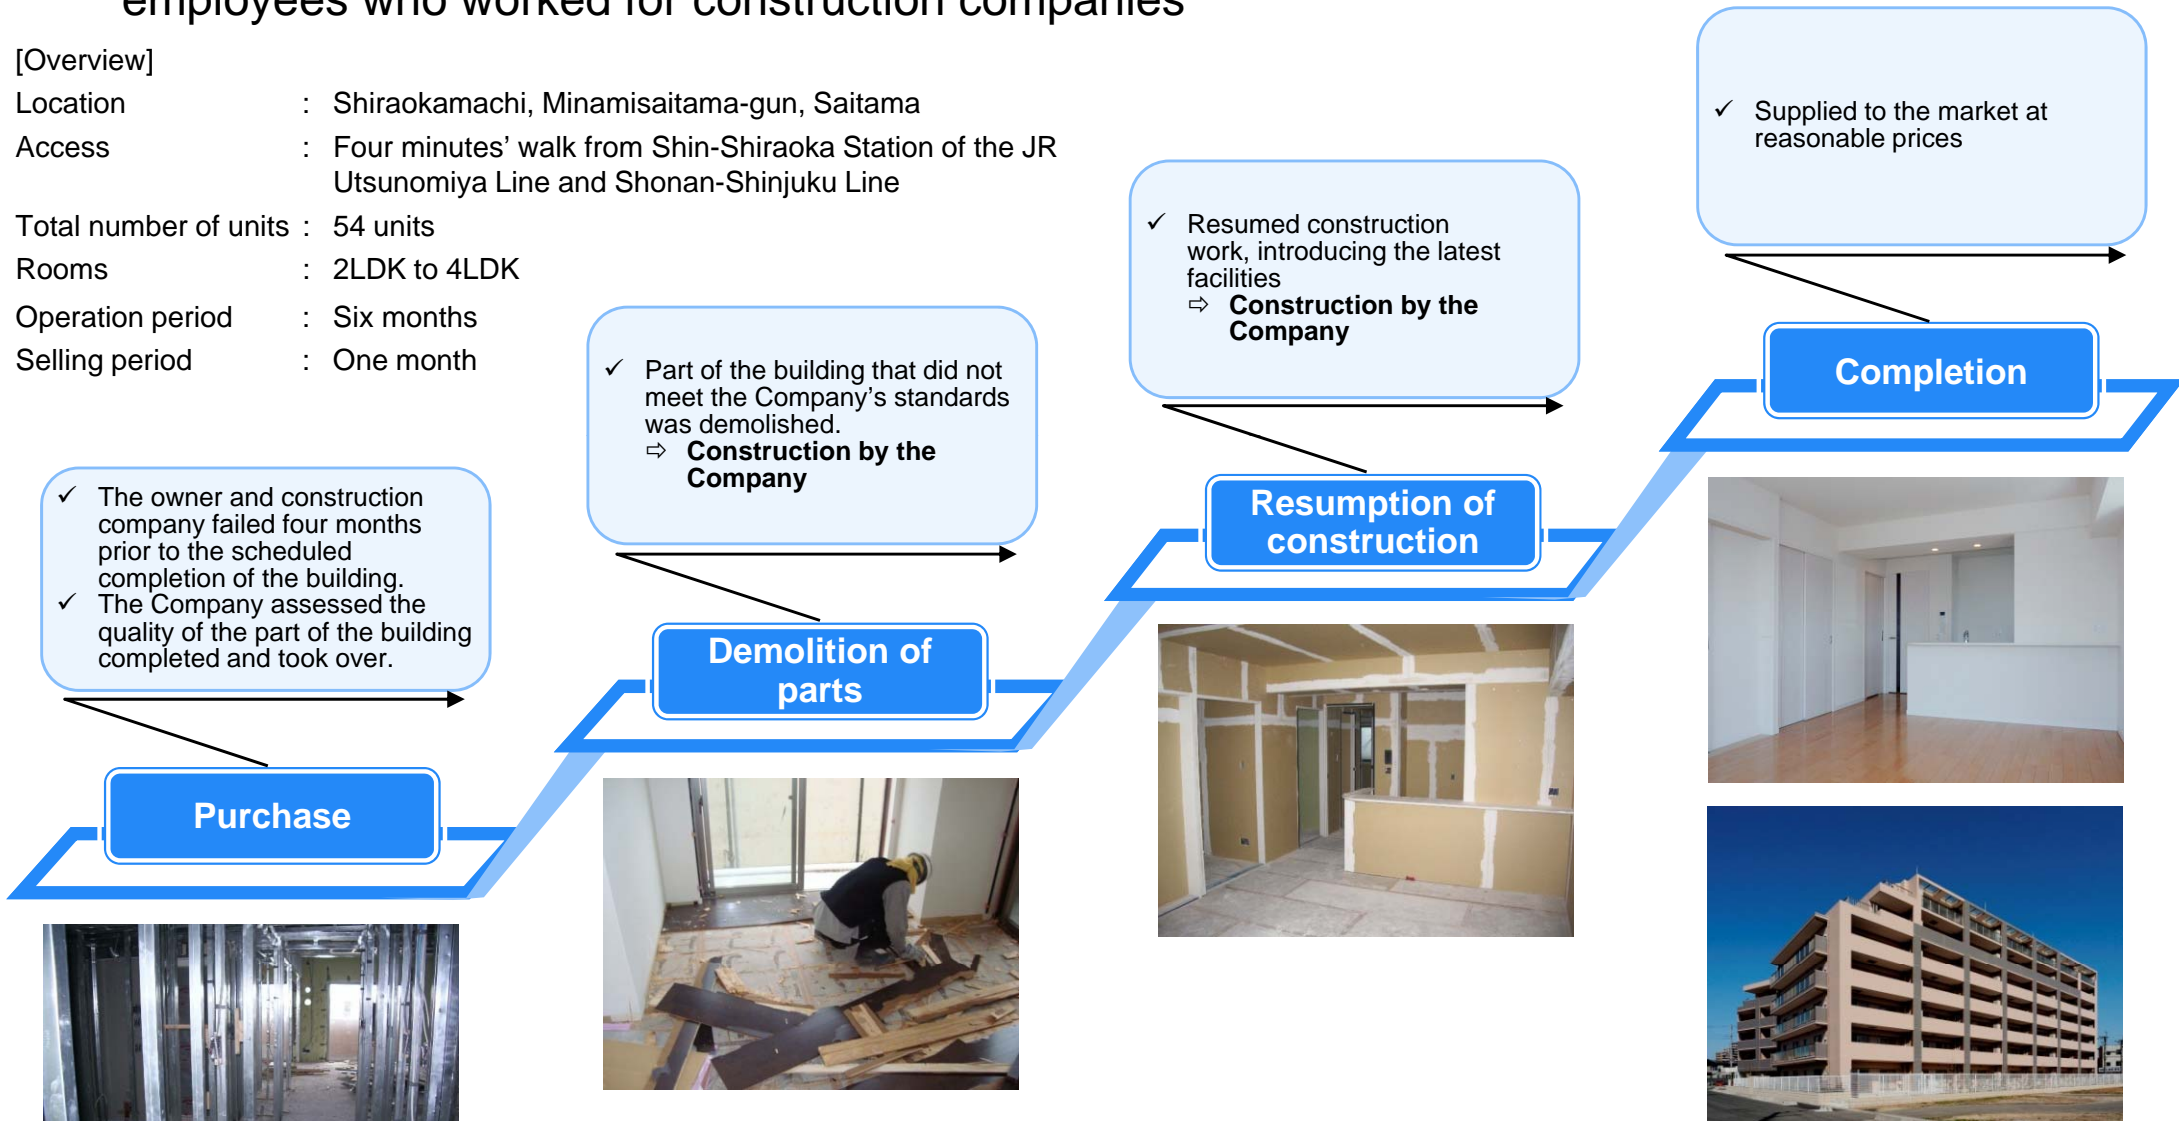 employees who worked for construction companies
[Overview]
Location : Shiraokamachi, Minamisaitama-gun, Saitama
Access : Four minutes’ walk from Shin-Shiraoka Station of the JR
Utsunomiya Line and Shonan-Shinjuku Line
Total number of units : 54 units
Rooms : 2LDK to 4LDK
Operation period : Six months
Selling period : One month
✓ The owner and construction
company failed four months
prior to the scheduled
completion of the building.
✓ The Company assessed the
quality of the part of the building
completed and took over.
Purchase
✓ Part of the building that did not
meet the Company’s standards
was demolished.
⇨ Construction by the
Company
Demolition of
parts
✓ Resumed construction
work, introducing the latest
facilities
⇨ Construction by the
Company
Resumption of
construction
✓ Supplied to the market at
reasonable prices
Completion